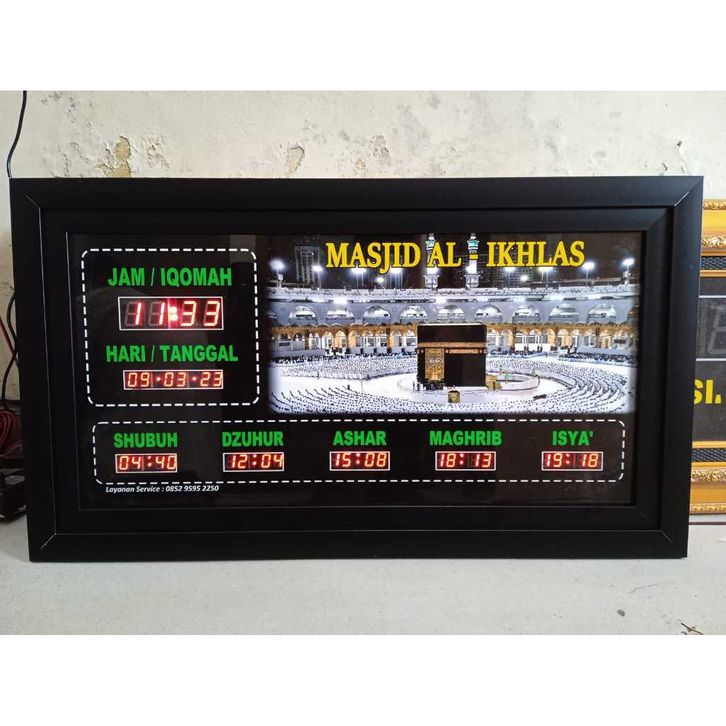 MASJID AL - IKHLAS
JAM / IQOMAH
11:33
HARI / TANGGAL
09-03-23
SHUBUH DZUHUR ASHAR MAGHRIB ISYA'
04:40 12:04 15:08 18:13 19:18
Layanan Service : 0852 9595 2250
SI.